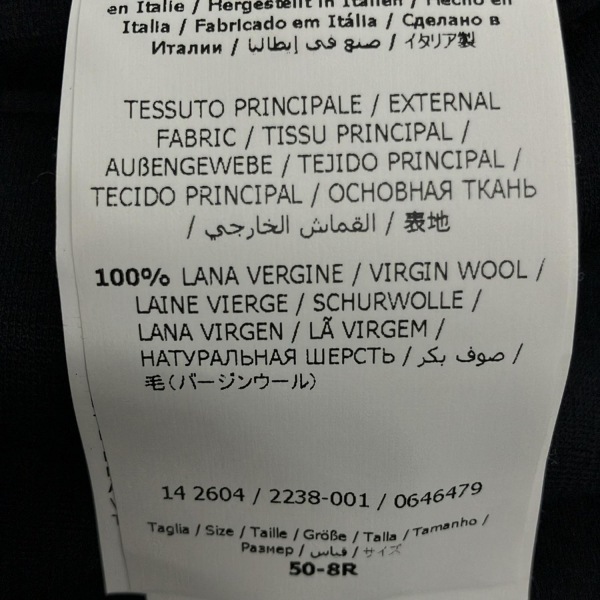 en Italie / Hergestellt in Italien / Hecho en
Italia / Fabricado em Itália / Сделано в
Италии / صنع في إيطاليا / イタリア製
TESSUTO PRINCIPALE / EXTERNAL
FABRIC / TISSU PRINCIPAL /
AUßENGEWEBE / TEJIDO PRINCIPAL /
TECIDO PRINCIPAL / ОСНОВНАЯ ТКАНЬ
/ القماش الخارجي / 表地
100% LANA VERGINE / VIRGIN WOOL /
LAINE VIERGE / SCHURWOLLE /
LANA VIRGEN / LÃ VIRGEM /
НАТУРАЛЬНАЯ ШЕРСТЬ / صوف بكر /
毛(バージンウール)
14 2604 / 2238-001 / 0646479
Taglia / Size / Taille / Größe / Talla / Tamanho /
Размер / قياس / サイズ
50-8R